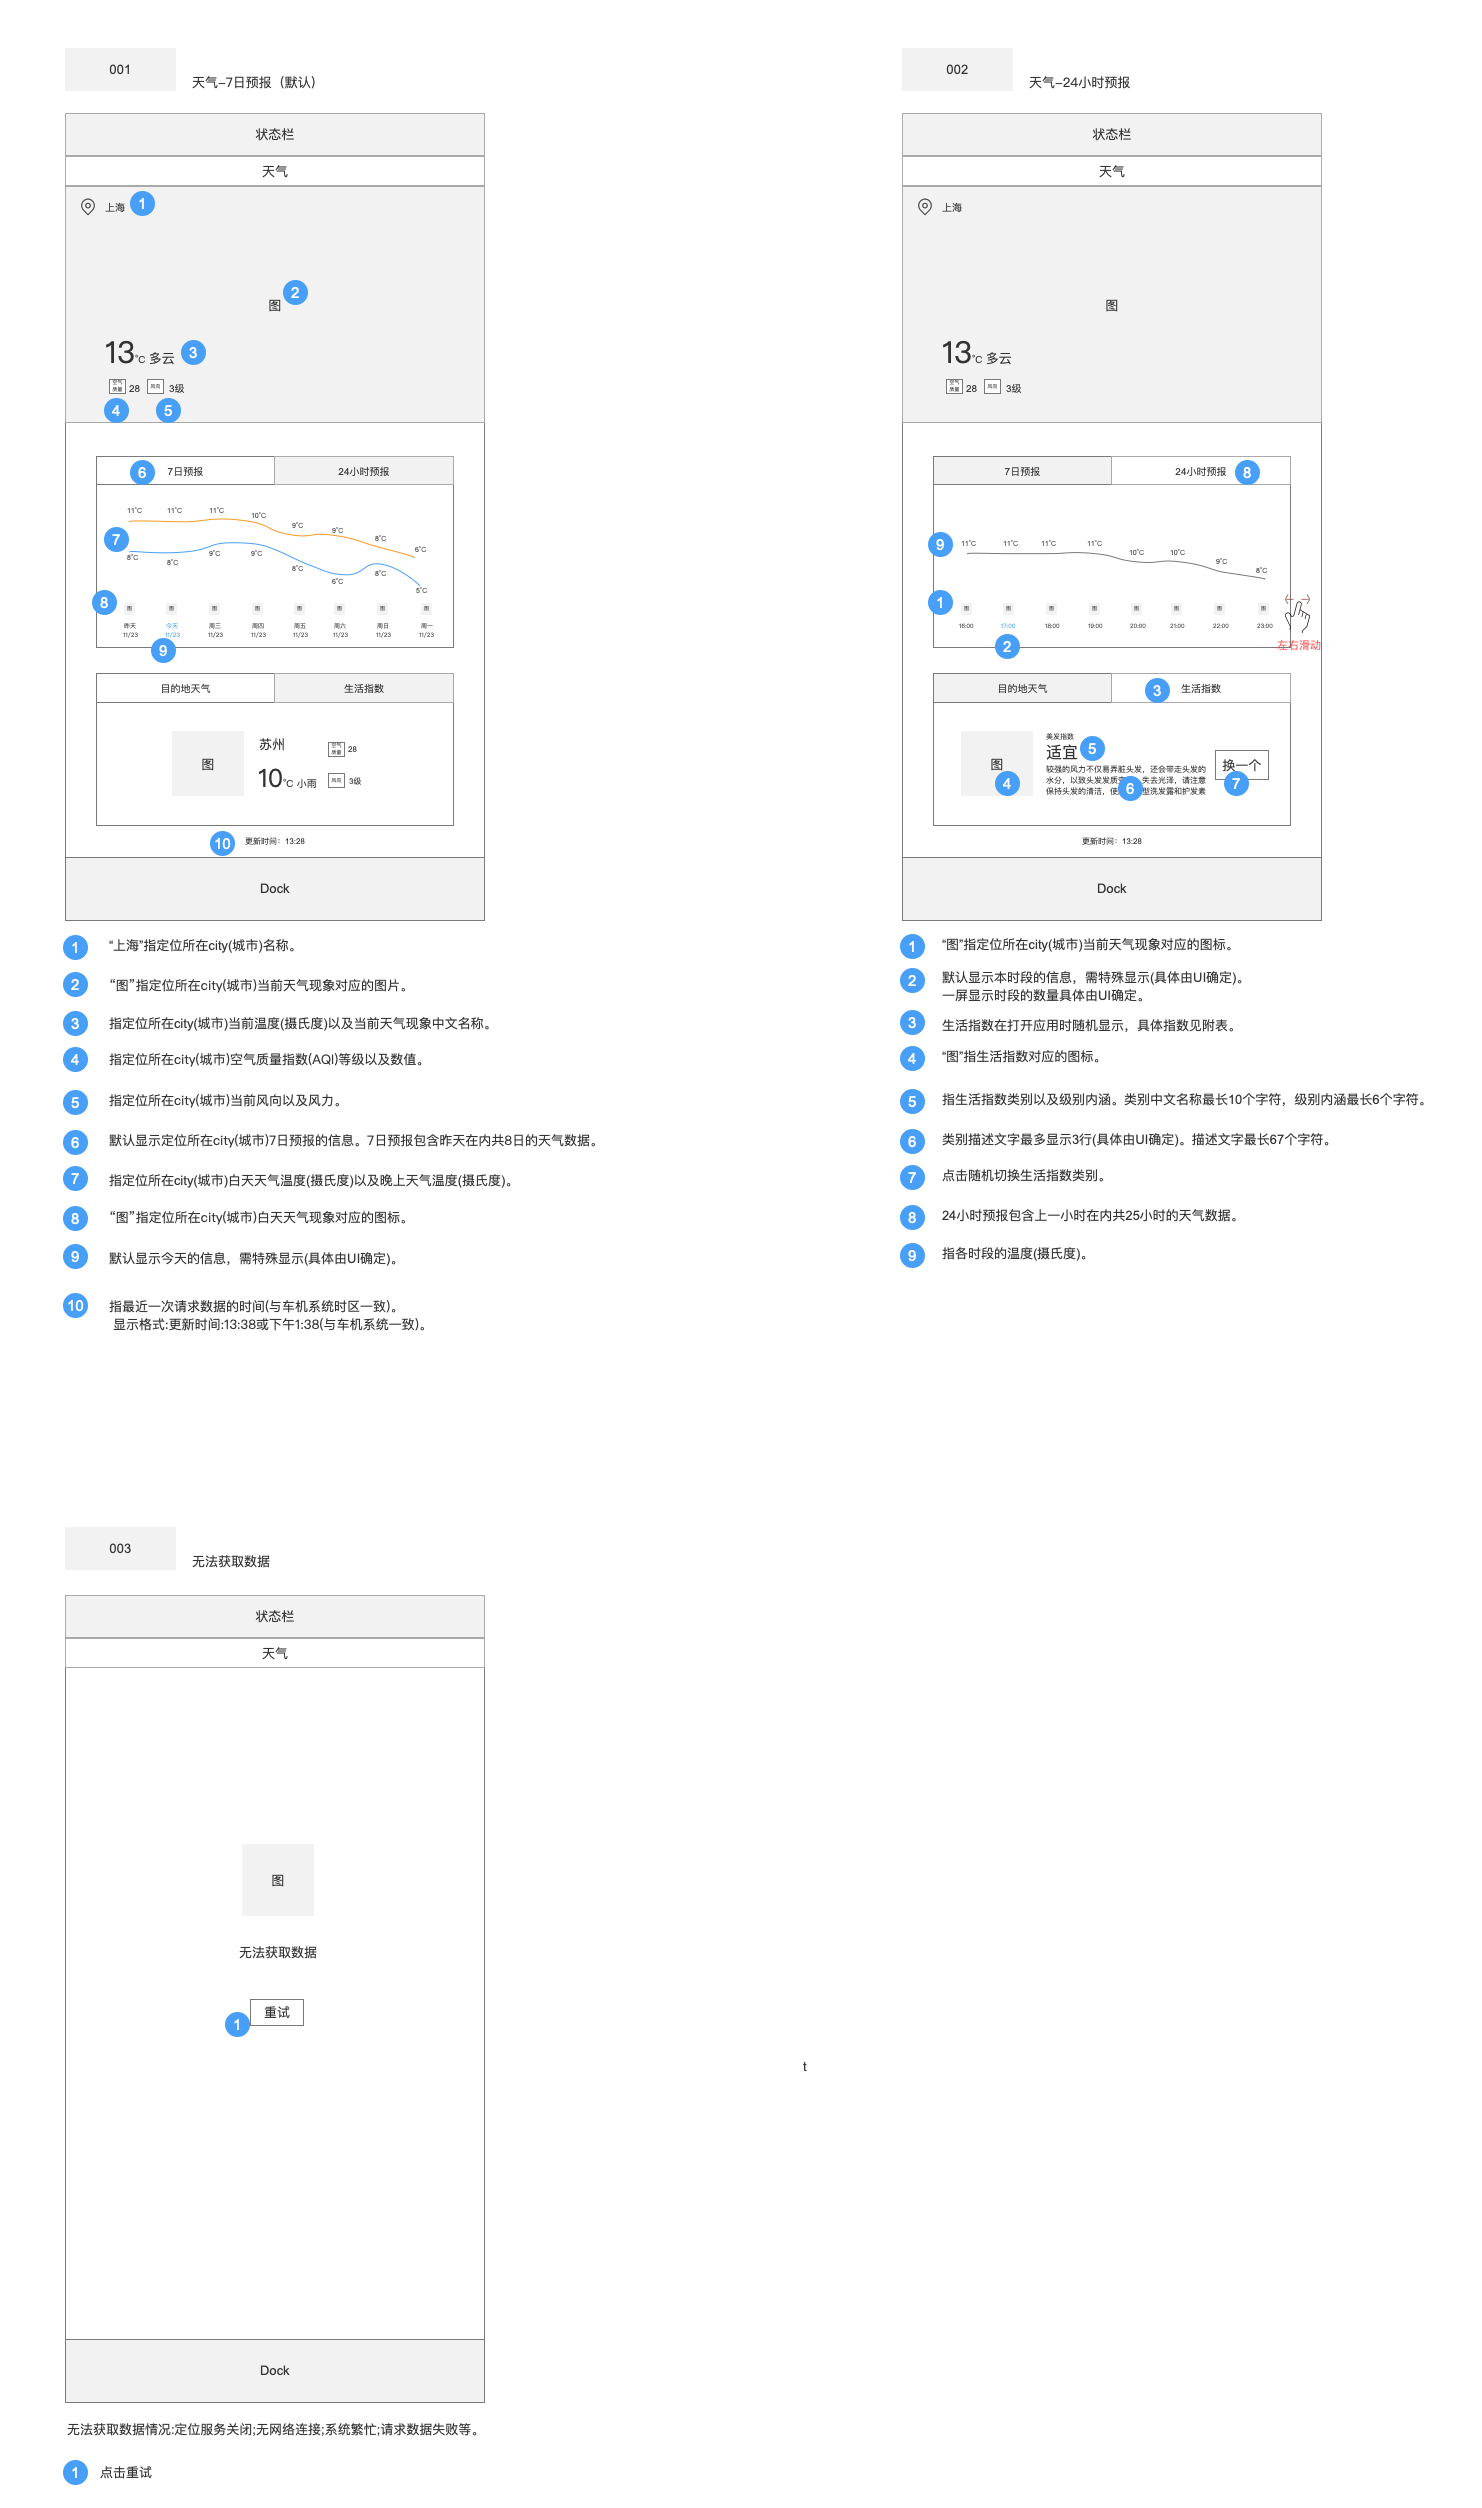 001
天气-7日预报（默认）
状态栏
天气
上海
1
图
2
13°C 多云
3
空气
质量
28
风向
3级
4
5
6
7日预报
24小时预报
11°C
11°C
11°C
10°C
9°C
9°C
8°C
6°C
7
8°C
8°C
9°C
9°C
8°C
6°C
8°C
5°C
8
图
图
图
图
图
图
图
图
昨天
今天
周三
周四
周五
周六
周日
周一
11/23
11/23
11/23
11/23
11/23
11/23
11/23
11/23
9
目的地天气
生活指数
图
苏州
10°C 小雨
空气
质量
28
风向
3级
10
更新时间：13:28
Dock
1
“上海”指定位所在city(城市)名称。
2
“图”指定位所在city(城市)当前天气现象对应的图片。
3
指定位所在city(城市)当前温度(摄氏度)以及当前天气现象中文名称。
4
指定位所在city(城市)空气质量指数(AQI)等级以及数值。
5
指定位所在city(城市)当前风向以及风力。
6
默认显示定位所在city(城市)7日预报的信息。7日预报包含昨天在内共8日的天气数据。
7
指定位所在city(城市)白天天气温度(摄氏度)以及晚上天气温度(摄氏度)。
8
“图”指定位所在city(城市)白天天气现象对应的图标。
9
默认显示今天的信息，需特殊显示(具体由UI确定)。
10
指最近一次请求数据的时间(与车机系统时区一致)。
显示格式:更新时间:13:38或下午1:38(与车机系统一致)。
002
天气-24小时预报
状态栏
天气
上海
图
13°C 多云
空气
质量
28
风向
3级
7日预报
24小时预报
8
9
11°C
11°C
11°C
11°C
10°C
10°C
9°C
8°C
1
图
图
图
图
图
图
图
图
16:00
17:00
18:00
19:00
20:00
21:00
22:00
23:00
左右滑动
2
目的地天气
3
生活指数
图
4
美发指数
适宜
5
较强的风力不仅易弄脏头发，还会带走头发的
水分，以致头发发质变 失去光泽，请注意
保持头发的清洁，使 型洗发露和护发素
6
换一个
7
更新时间：13:28
Dock
1
“图”指定位所在city(城市)当前天气现象对应的图标。
2
默认显示本时段的信息，需特殊显示(具体由UI确定)。
一屏显示时段的数量具体由UI确定。
3
生活指数在打开应用时随机显示，具体指数见附表。
4
“图”指生活指数对应的图标。
5
指生活指数类别以及级别内涵。类别中文名称最长10个字符，级别内涵最长6个字符。
6
类别描述文字最多显示3行(具体由UI确定)。描述文字最长67个字符。
7
点击随机切换生活指数类别。
8
24小时预报包含上一小时在内共25小时的天气数据。
9
指各时段的温度(摄氏度)。
003
无法获取数据
状态栏
天气
图
无法获取数据
重试
1
t
Dock
无法获取数据情况:定位服务关闭;无网络连接;系统繁忙;请求数据失败等。
1
点击重试